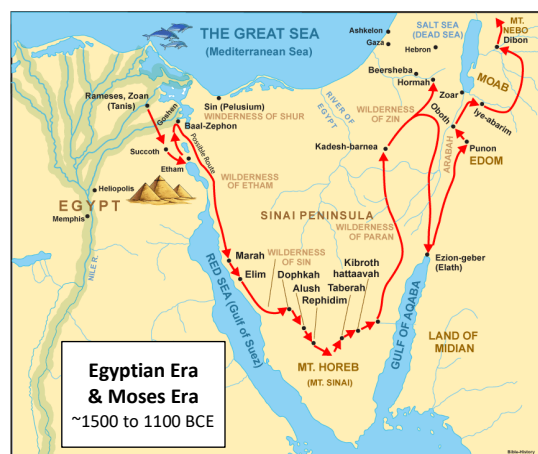 THE GREAT SEA
(Mediterranean Sea)
Ashkelon
Gaza
Hebron
SALT SEA
(DEAD SEA)
MT.
NEBO
Dibon
Beersheba
Hormah
MOAB
Zoar
Rameses, Zoan
(Tanis)
Goshen
Sin (Pelusium)
WINDERNESS OF SHUR
Baal-Zephon
RIVER OF
EGYPT
WILDERNESS
OF ZIN
Oboth
Iye-abarim
Succoth
Possible Route
Etham
Kadesh-barnea
ARABAH
Punon
EDOM
WILDERNESS
OF ETHAM
Heliopolis
EGYPT
Memphis
NILE R.
SINAI PENINSULA
WILDERNESS
OF PARAN
Marah
Elim
WILDERNESS
OF SIN
Dophkah
Alush
Rephidim
Kibroth
hattaavah
Taberah
Ezion-geber
(Elath)
RED SEA (Gulf of Suez)
GULF OF AQABA
LAND OF
MIDIAN
MT. HOREB
(MT. SINAI)
Egyptian Era
& Moses Era
~1500 to 1100 BCE
Bible-History